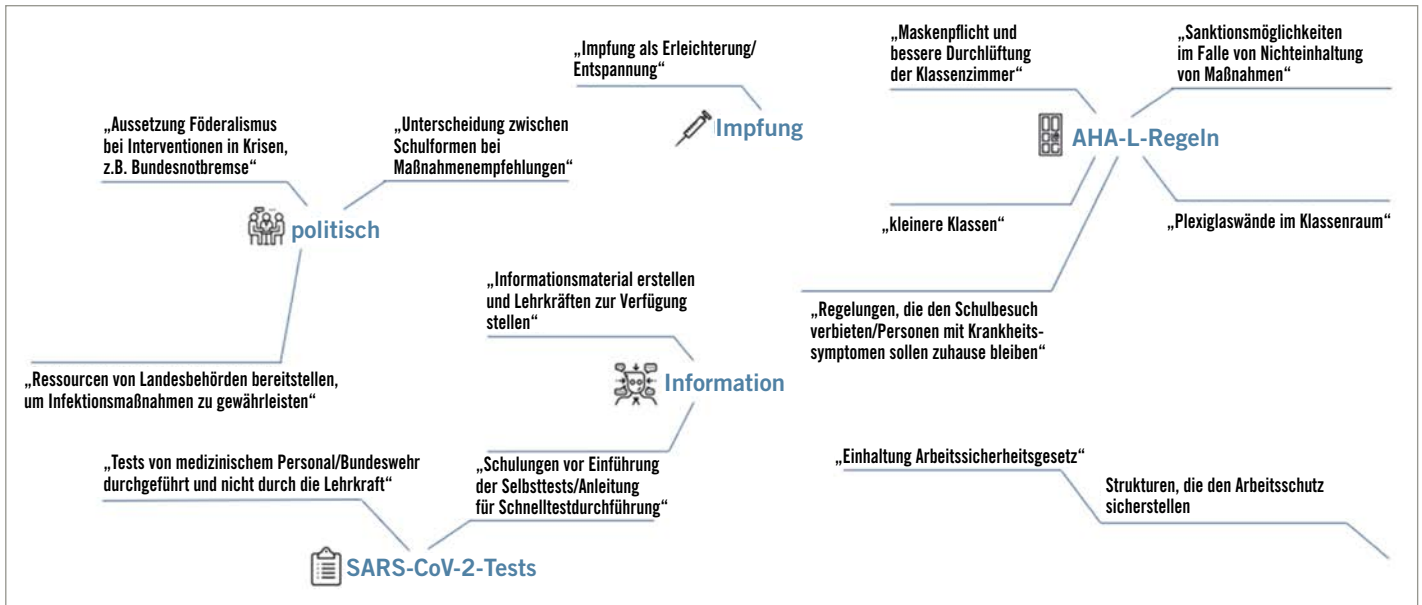 „Impfung als Erleichterung/
Entspannung“
Impfung
„Maskenpflicht und
bessere Durchlüftung
der Klassenzimmer“
„Sanktionsmöglichkeiten
im Falle von Nichteinhaltung
von Maßnahmen“
AHA-L-Regeln
„kleinere Klassen“
„Plexiglaswände im Klassenraum“
„Regelungen, die den Schulbesuch
verbieten/Personen mit Krankheits-
symptomen sollen zuhause bleiben“
„Aussetzung Föderalismus
bei Interventionen in Krisen,
z.B. Bundesnotbremse“
„Unterscheidung zwischen
Schulformen bei
Maßnahmenempfehlungen“
politisch
„Ressourcen von Landesbehörden bereitstellen,
um Infektionsmaßnahmen zu gewährleisten“
„Informationsmaterial erstellen
und Lehrkräften zur Verfügung
stellen“
Information
„Tests von medizinischem Personal/Bundeswehr
durchgeführt und nicht durch die Lehrkraft“
„Schulungen vor Einführung
der Selbsttests/Anleitung
für Schnelltestdurchführung“
SARS-CoV-2-Tests
„Einhaltung Arbeitssicherheitsgesetz“
Strukturen, die den Arbeitsschutz
sicherstellen